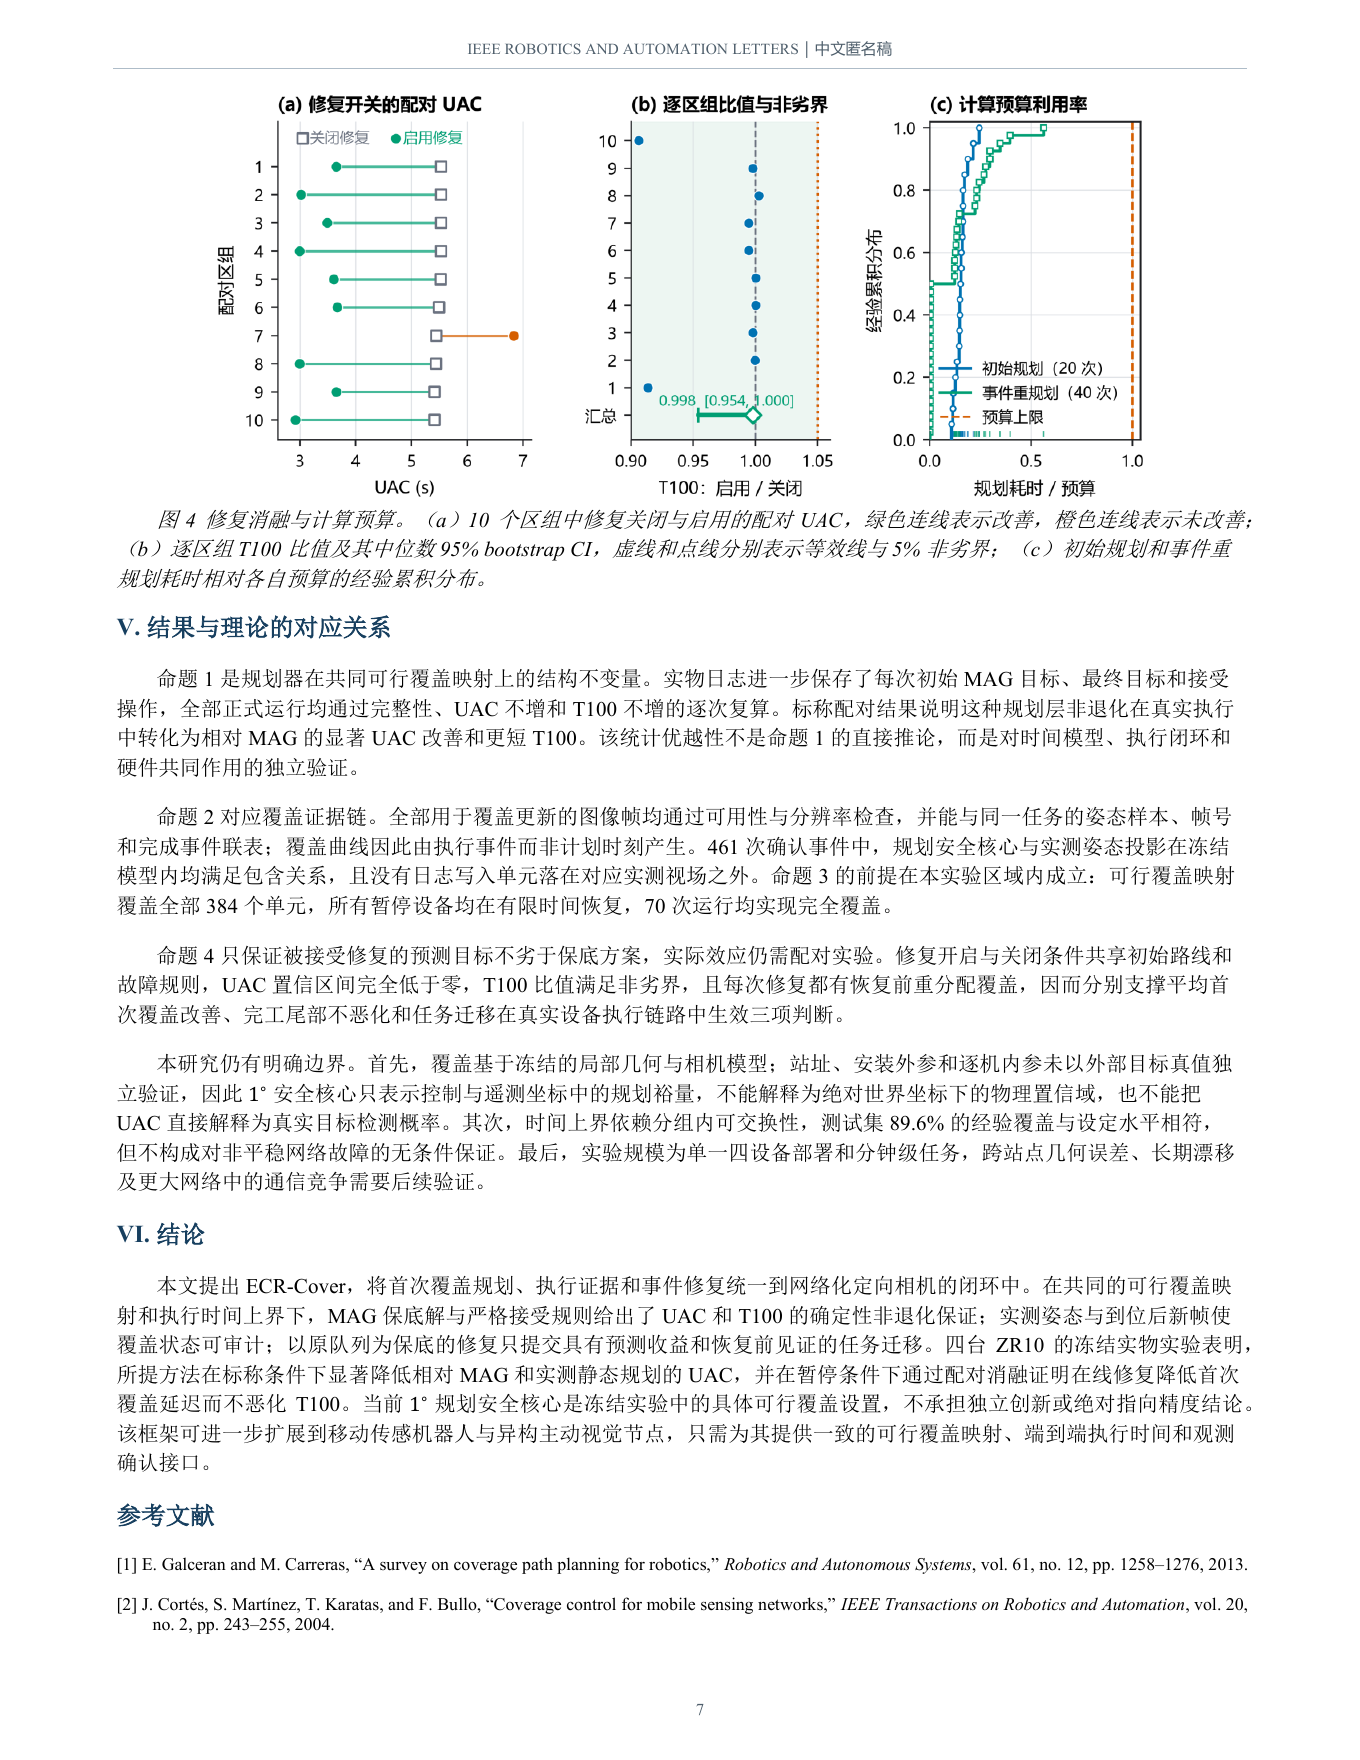 IEEE ROBOTICS AND AUTOMATION LETTERS | 中文匿名稿
(a) 修复开关的配对 UAC
关闭修复 启用修复
配对区组
1
2
3
4
5
6
7
8
9
10
3 4 5 6 7
UAC (s)
(b) 逐区组比值与非劣界
10
9
8
7
6
5
4
3
2
1
汇总
0.998 [0.954, 1.000]
0.90 0.95 1.00 1.05
T100：启用 / 关闭
(c) 计算预算利用率
经验累积分布
1.0
0.8
0.6
0.4
0.2
0.0
初始规划（20 次）
事件重规划（40 次）
预算上限
0.0 0.5 1.0
规划耗时 / 预算
图 4 修复消融与计算预算。（a）10 个区组中修复关闭与启用的配对 UAC，绿色连线表示改善，橙色连线表示未改善；
（b）逐区组 T100 比值及其中位数 95% bootstrap CI，虚线和点线分别表示等效线与 5% 非劣界；（c）初始规划和事件重
规划耗时相对各自预算的经验累积分布。
V. 结果与理论的对应关系
命题 1 是规划器在共同可行覆盖映射上的结构不变量。实物日志进一步保存了每次初始 MAG 目标、最终目标和接受
操作，全部正式运行均通过完整性、UAC 不增和 T100 不增的逐次复算。标称配对结果说明这种规划层非退化在真实执行
中转化为相对 MAG 的显著 UAC 改善和更短 T100。该统计优越性不是命题 1 的直接推论，而是对时间模型、执行闭环和
硬件共同作用的独立验证。
命题 2 对应覆盖证据链。全部用于覆盖更新的图像帧均通过可用性与分辨率检查，并能与同一任务的姿态样本、帧号
和完成事件联表；覆盖曲线因此由执行事件而非计划时刻产生。461 次确认事件中，规划安全核心与实测姿态投影在冻结
模型内均满足包含关系，且没有日志写入单元落在对应实测视场之外。命题 3 的前提在本实验区域内成立：可行覆盖映射
覆盖全部 384 个单元，所有暂停设备均在有限时间恢复，70 次运行均实现完全覆盖。
命题 4 只保证被接受修复的预测目标不劣于保底方案，实际效应仍需配对实验。修复开启与关闭条件共享初始路线和
故障规则，UAC 置信区间完全低于零，T100 比值满足非劣界，且每次修复都有恢复前重分配覆盖，因而分别支撑平均首
次覆盖改善、完工尾部不恶化和任务迁移在真实设备执行链路中生效三项判断。
本研究仍有明确边界。首先，覆盖基于冻结的局部几何与相机模型；站址、安装外参和逐机内参未以外部目标真值独
立验证，因此 1° 安全核心只表示控制与遥测坐标中的规划裕量，不能解释为绝对世界坐标下的物理置信域，也不能把
UAC 直接解释为真实目标检测概率。其次，时间上界依赖分组内可交换性，测试集 89.6% 的经验覆盖与设定水平相符，
但不构成对非平稳网络故障的无条件保证。最后，实验规模为单一四设备部署和分钟级任务，跨站点几何误差、长期漂移
及更大网络中的通信竞争需要后续验证。
VI. 结论
本文提出 ECR-Cover，将首次覆盖规划、执行证据和事件修复统一到网络化定向相机的闭环中。在共同的可行覆盖映
射和执行时间上界下，MAG 保底解与严格接受规则给出了 UAC 和 T100 的确定性非退化保证；实测姿态与到位后新帧使
覆盖状态可审计；以原队列为保底的修复只提交具有预测收益和恢复前见证的任务迁移。四台 ZR10 的冻结实物实验表明，
所提方法在标称条件下显著降低相对 MAG 和实测静态规划的 UAC，并在暂停条件下通过配对消融证明在线修复降低首次
覆盖延迟而不恶化 T100。当前 1° 规划安全核心是冻结实验中的具体可行覆盖设置，不承担独立创新或绝对指向精度结论。
该框架可进一步扩展到移动传感机器人与异构主动视觉节点，只需为其提供一致的可行覆盖映射、端到端执行时间和观测
确认接口。
参考文献
[1] E. Galceran and M. Carreras, “A survey on coverage path planning for robotics,” Robotics and Autonomous Systems, vol. 61, no. 12, pp. 1258–1276, 2013.
[2] J. Cortés, S. Martínez, T. Karatas, and F. Bullo, “Coverage control for mobile sensing networks,” IEEE Transactions on Robotics and Automation, vol. 20,
no. 2, pp. 243–255, 2004.
7